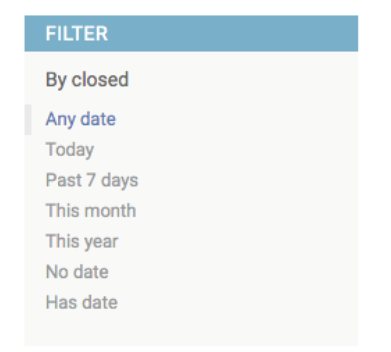 FILTER
By closed
Any date
Today
Past 7 days
This month
This year
No date
Has date